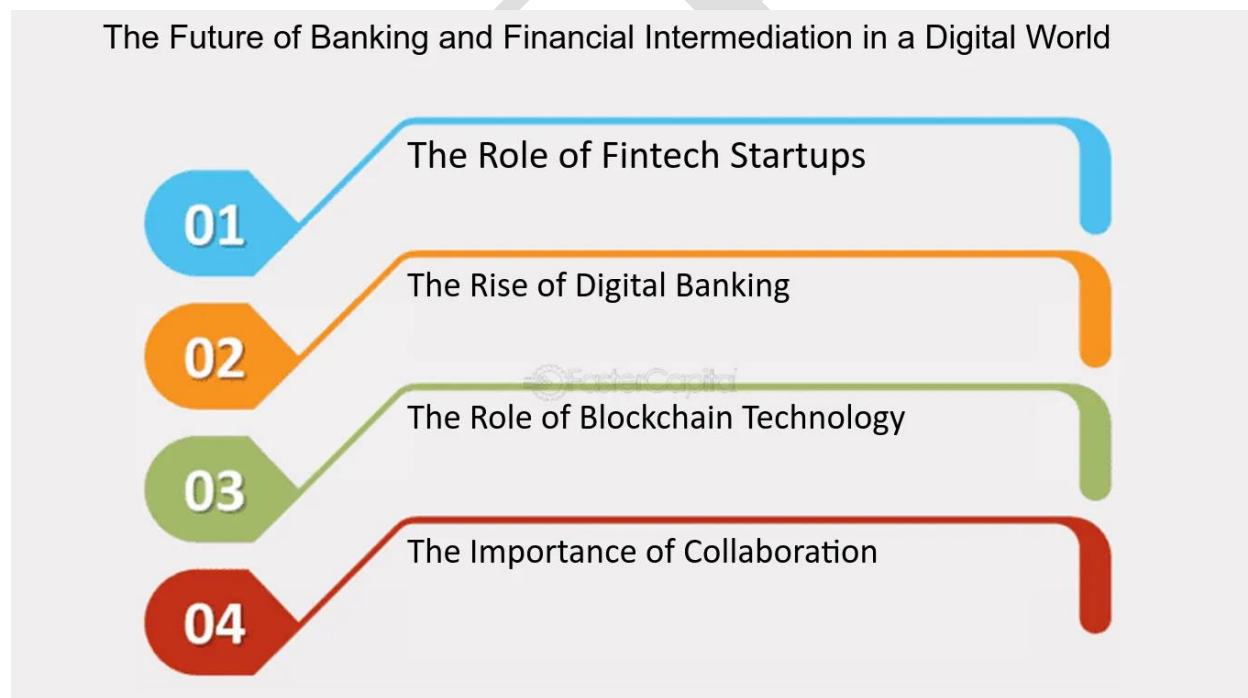 The Future of Banking and Financial Intermediation in a Digital World
01
The Role of Fintech Startups
02
The Rise of Digital Banking
FasterCapital
03
The Role of Blockchain Technology
04
The Importance of Collaboration